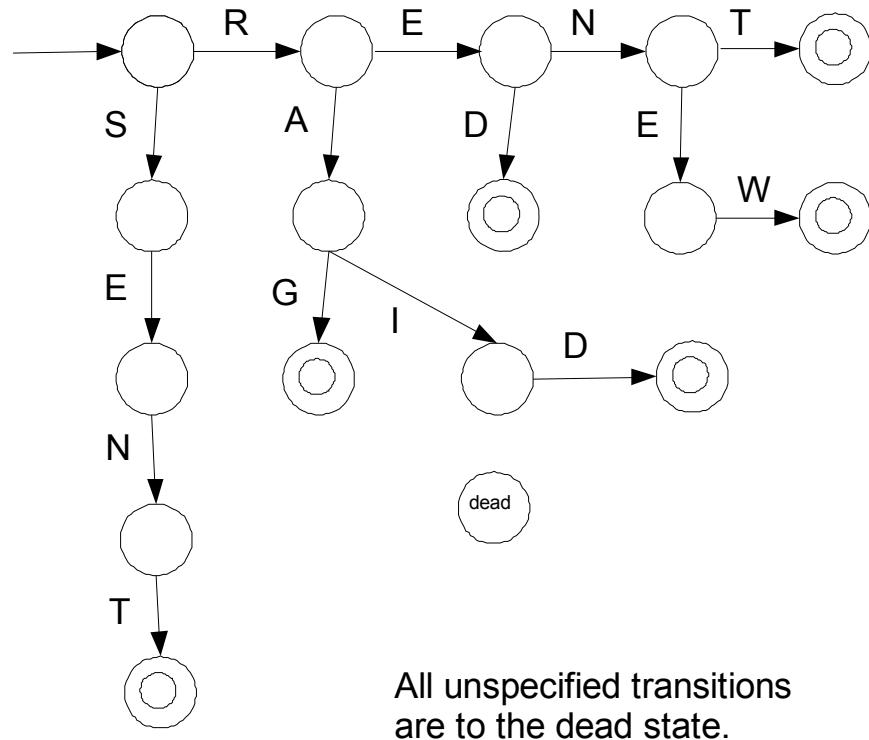 R E N T
S A D E
W
E G I D
N
dead
T
All unspecified transitions
are to the dead state.